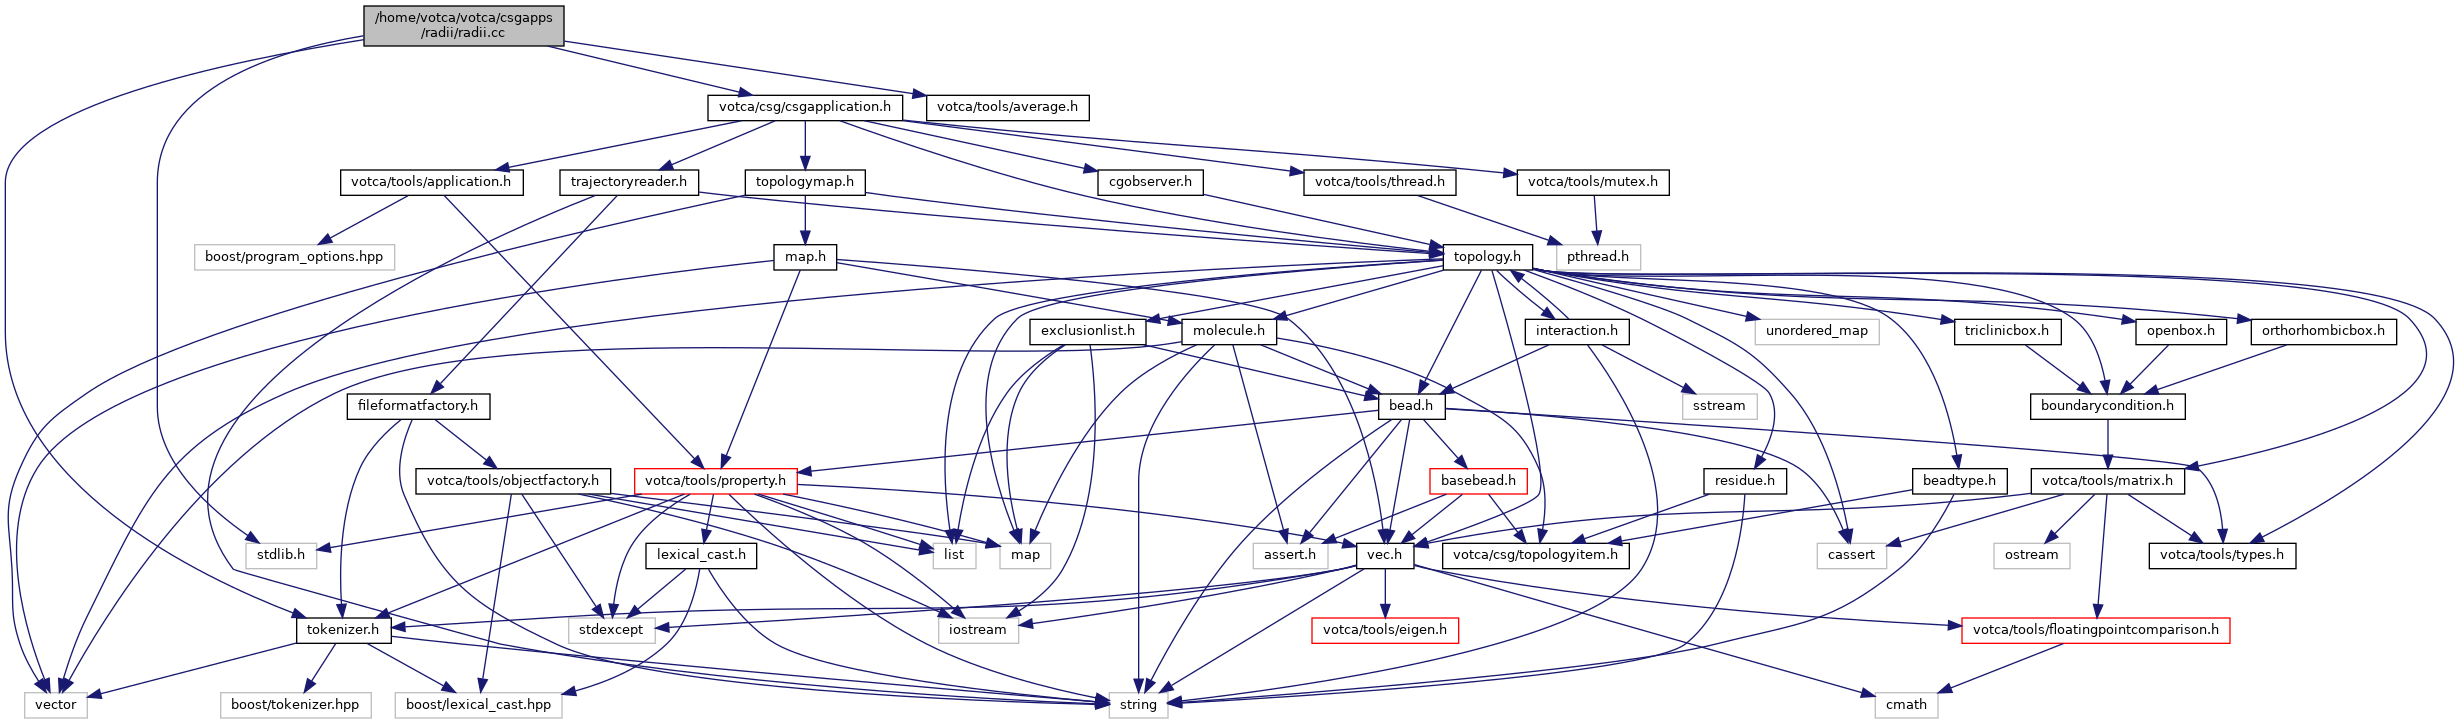 /home/votca/votca/csgapps
/radii/radii.cc
votca/csg/csgapplication.h
votca/tools/average.h
votca/tools/application.h
trajectoryreader.h
topologymap.h
cgobserver.h
votca/tools/thread.h
votca/tools/mutex.h
boost/program_options.hpp
map.h
topology.h
pthread.h
exclusionlist.h
molecule.h
interaction.h
unordered_map
triclinicbox.h
openbox.h
orthorhombicbox.h
fileformatfactory.h
bead.h
sstream
boundarycondition.h
votca/tools/objectfactory.h
votca/tools/property.h
basebead.h
residue.h
beadtype.h
votca/tools/matrix.h
stdlib.h
lexical_cast.h
list
map
assert.h
vec.h
votca/csg/topologyitem.h
cassert
ostream
votca/tools/types.h
tokenizer.h
stdexcept
iostream
votca/tools/eigen.h
votca/tools/floatingpointcomparison.h
vector
boost/tokenizer.hpp
boost/lexical_cast.hpp
string
cmath